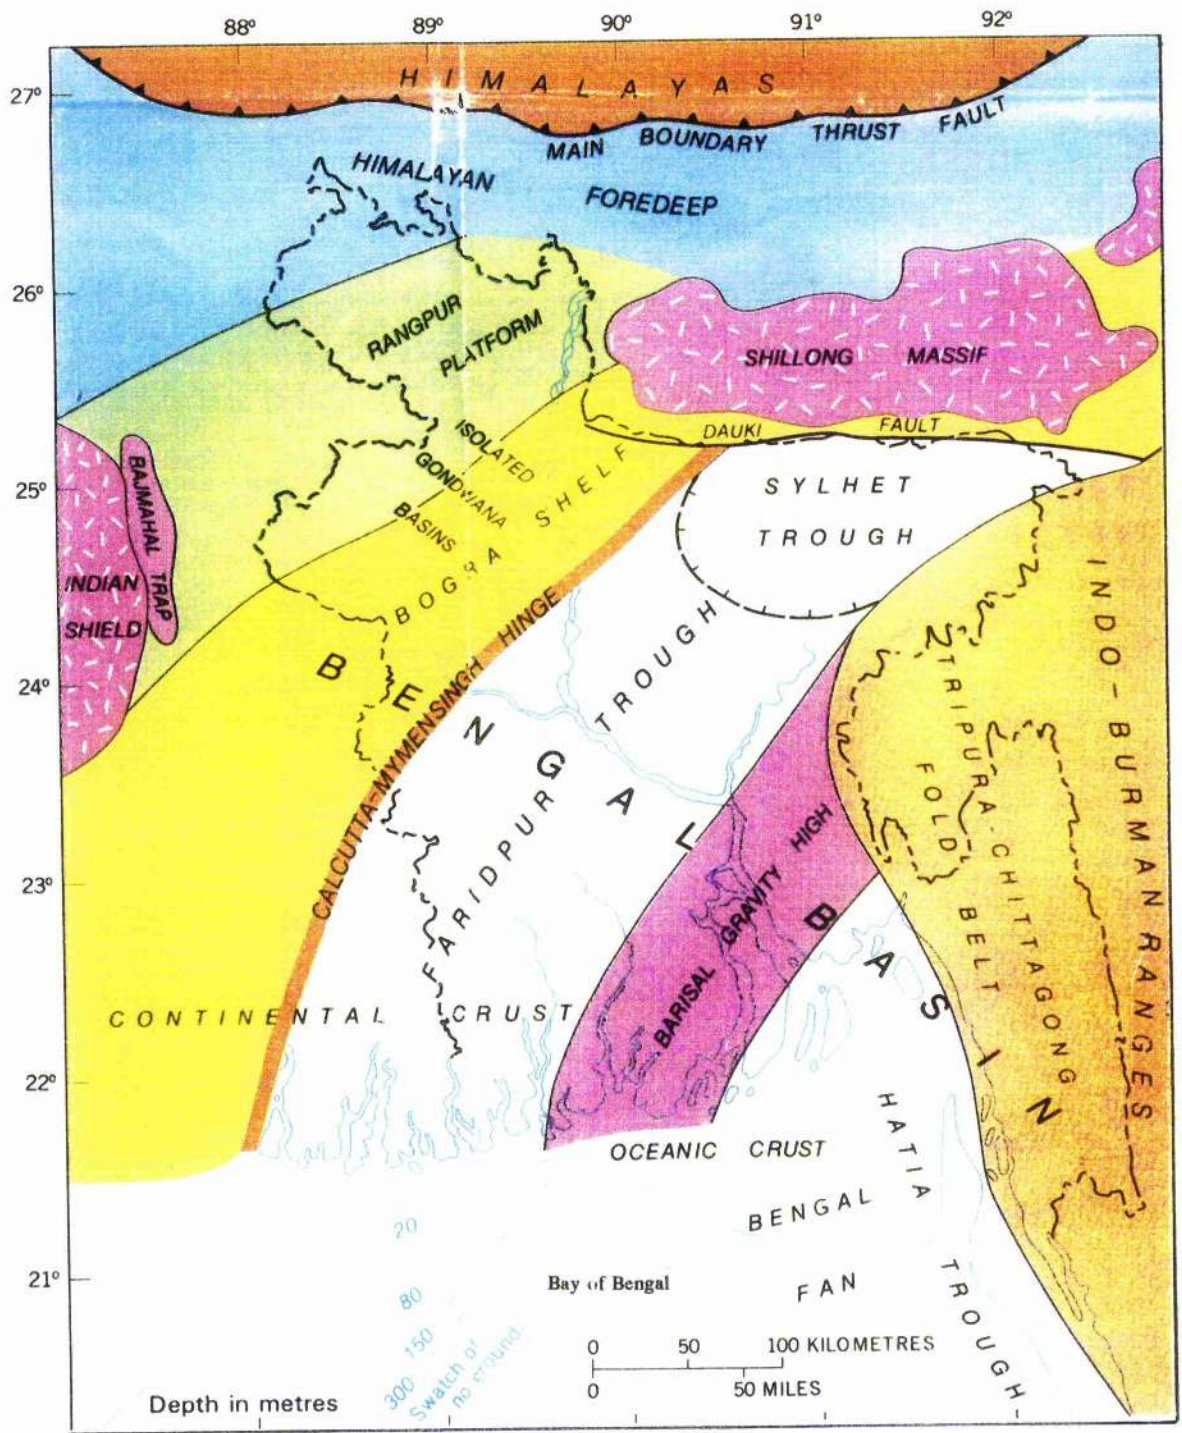 88° 89° 90° 91° 92°
HIMALAYAS
27°
MAIN BOUNDARY THRUST FAULT
HIMALAYAN FOREDEEP
26°
RANGPUR PLATFORM
SHILLONG MASSIF
DAUKI FAULT
ISOLATED GONDWANA BASINS
25°
RAJMAHAL TRAP
INDIAN SHIELD
BOGRA SHELF
SYLHET TROUGH
24°
CALCUTTA-MYMENSINGH HINGE
BENGAL BASIN
FARIDPUR TROUGH
TRIPURA-CHITTAGONG FOLD BELT
INDO-BURMAN RANGES
23°
BARISAL GRAVITY HIGH
CONTINENTAL CRUST
22°
OCEANIC CRUST
HATIA TROUGH
BENGAL FAN
20
21°
Bay of Bengal
80
150
300
Swatch of no ground
0 50 100 KILOMETRES
0 50 MILES
Depth in metres